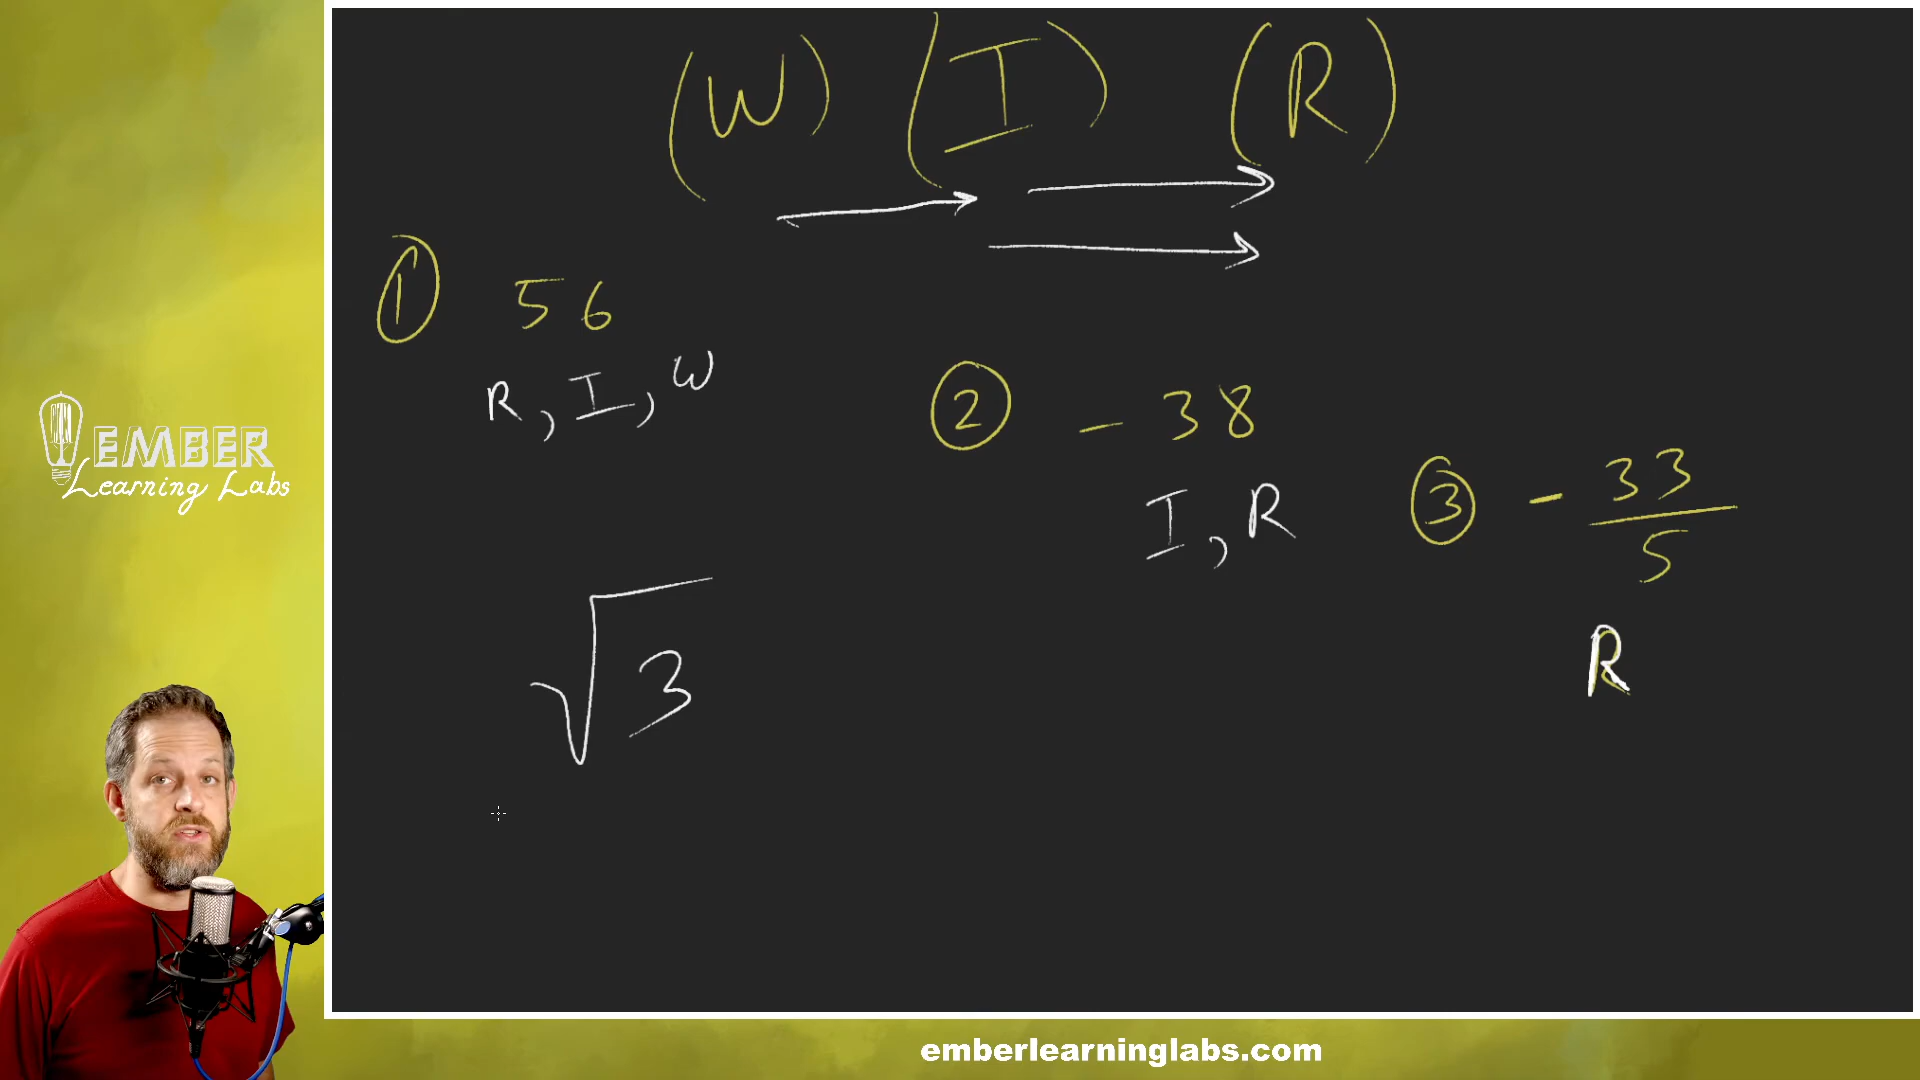 (W) (I) (R)
① 56
R, I, W
② - 38
I, R
③ - 33/5
R
√3
EMBER
Learning Labs
emberlearninglabs.com